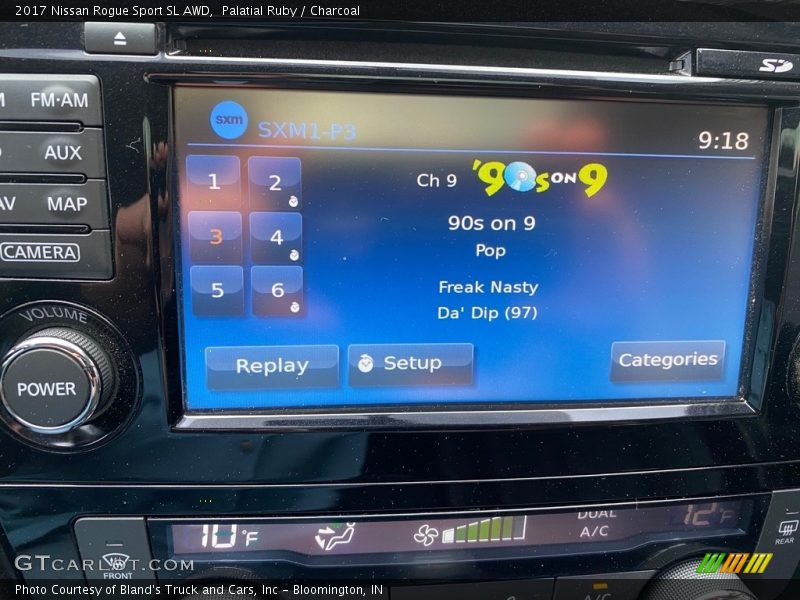 2017 Nissan Rogue Sport SL AWD, Palatial Ruby / Charcoal
FM·AM
AUX
MAP
CAMERA
VOLUME
POWER
sxm
SXM1-P3
9:18
1
2
3
4
5
6
Ch 9
'90s ON 9
90s on 9
Pop
Freak Nasty
Da' Dip (97)
Replay
Setup
Categories
°F
DUAL
A/C
°F
FRONT
REAR
A/C
GTCARLOT.COM
Photo Courtesy of Bland's Truck and Cars, Inc - Bloomington, IN